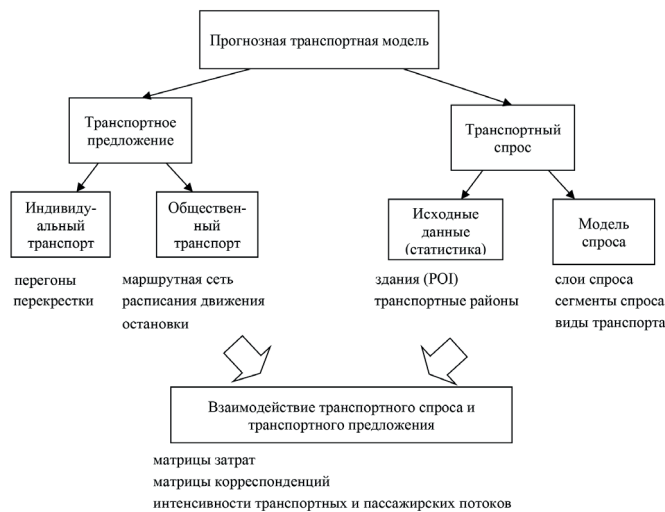 Прогнозная транспортная модель
Транспортное
предложение
Транспортный
спрос
Индивиду-
альный
транспорт
Обществен-
ный
транспорт
Исходные
данные
(статистика)
Модель
спроса
перегоны
перекрестки
маршрутная сеть
расписания движения
остановки
здания (POI)
транспортные районы
слои спроса
сегменты спроса
виды транспорта
Взаимодействие транспортного спроса и
транспортного предложения
матрицы затрат
матрицы корреспонденций
интенсивности транспортных и пассажирских потоков